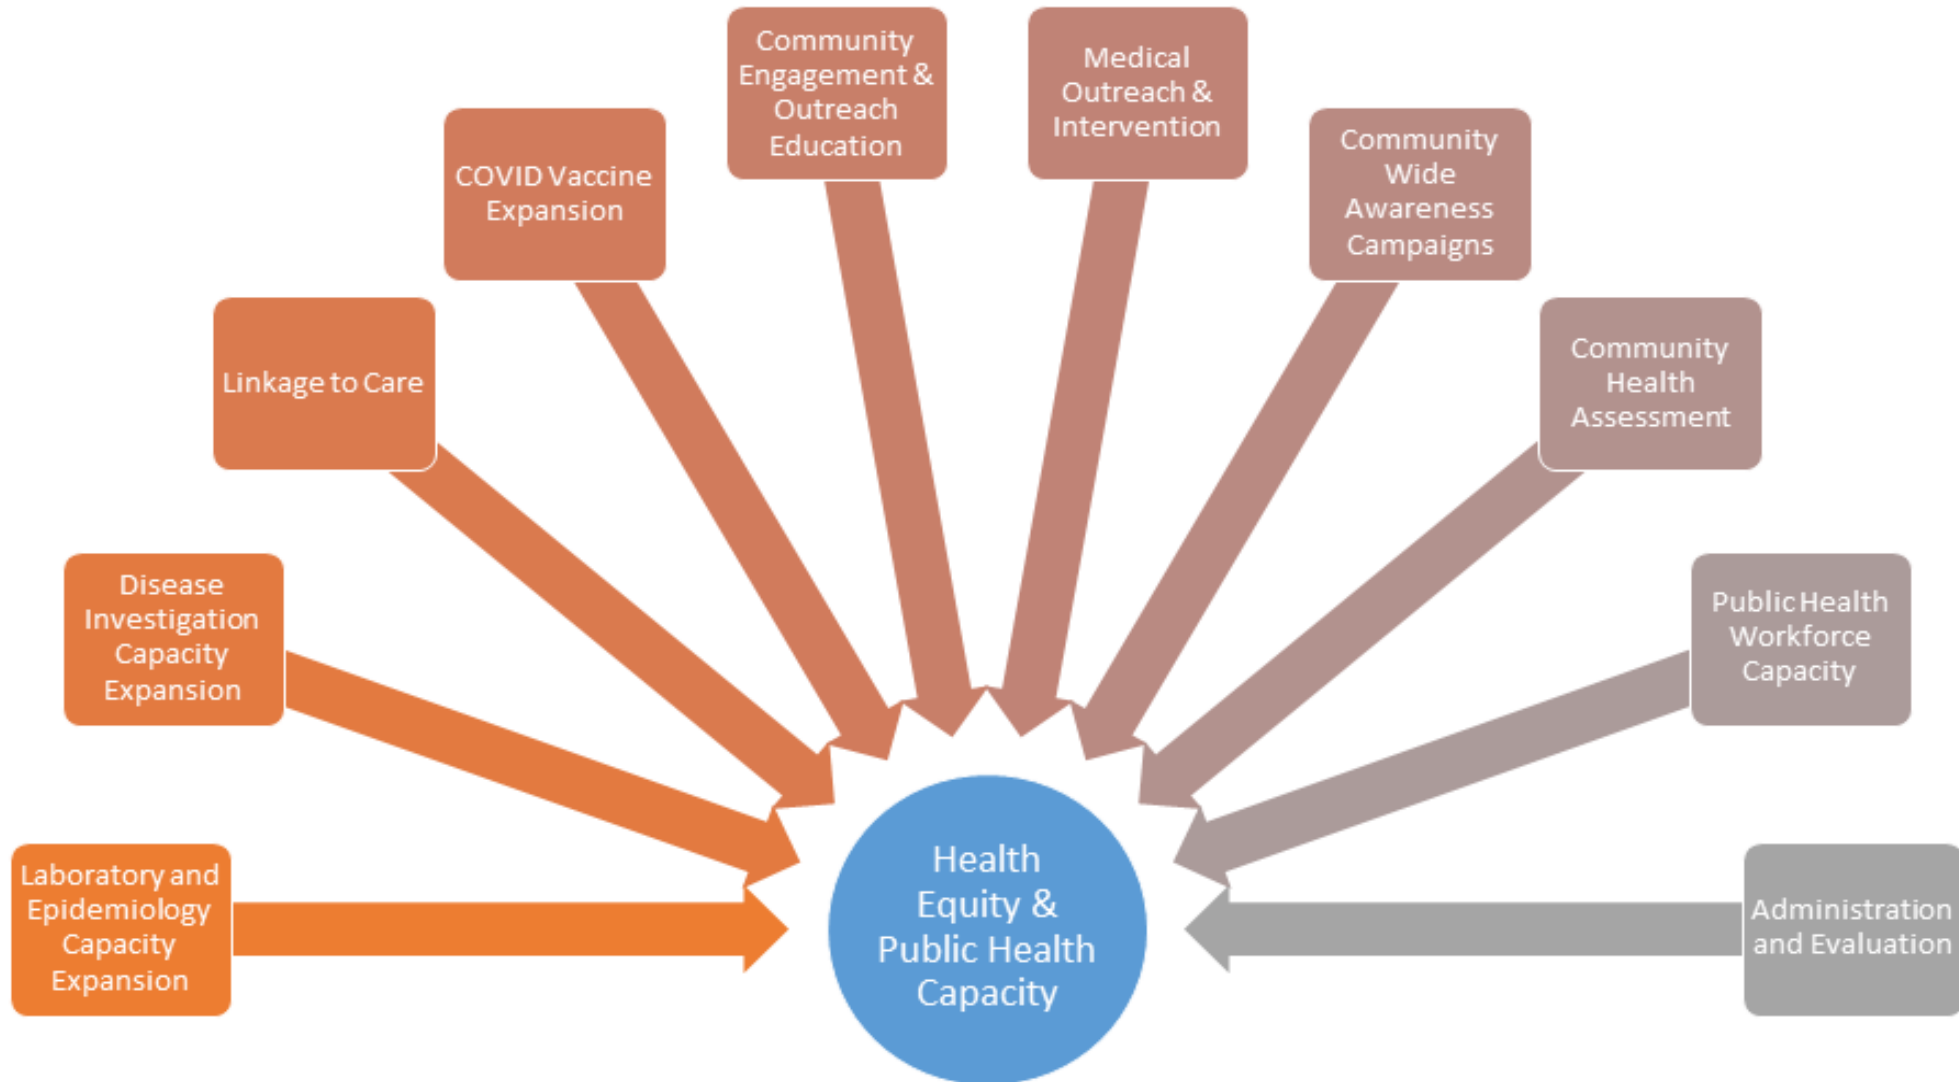 Community
Engagement &
Outreach
Education
Medical
Outreach &
Intervention
COVID Vaccine
Expansion
Community
Wide
Awareness
Campaigns
Linkage to Care
Community
Health
Assessment
Disease
Investigation
Capacity
Expansion
Public Health
Workforce
Capacity
Laboratory and
Epidemiology
Capacity
Expansion
Health
Equity &
Public Health
Capacity
Administration
and Evaluation